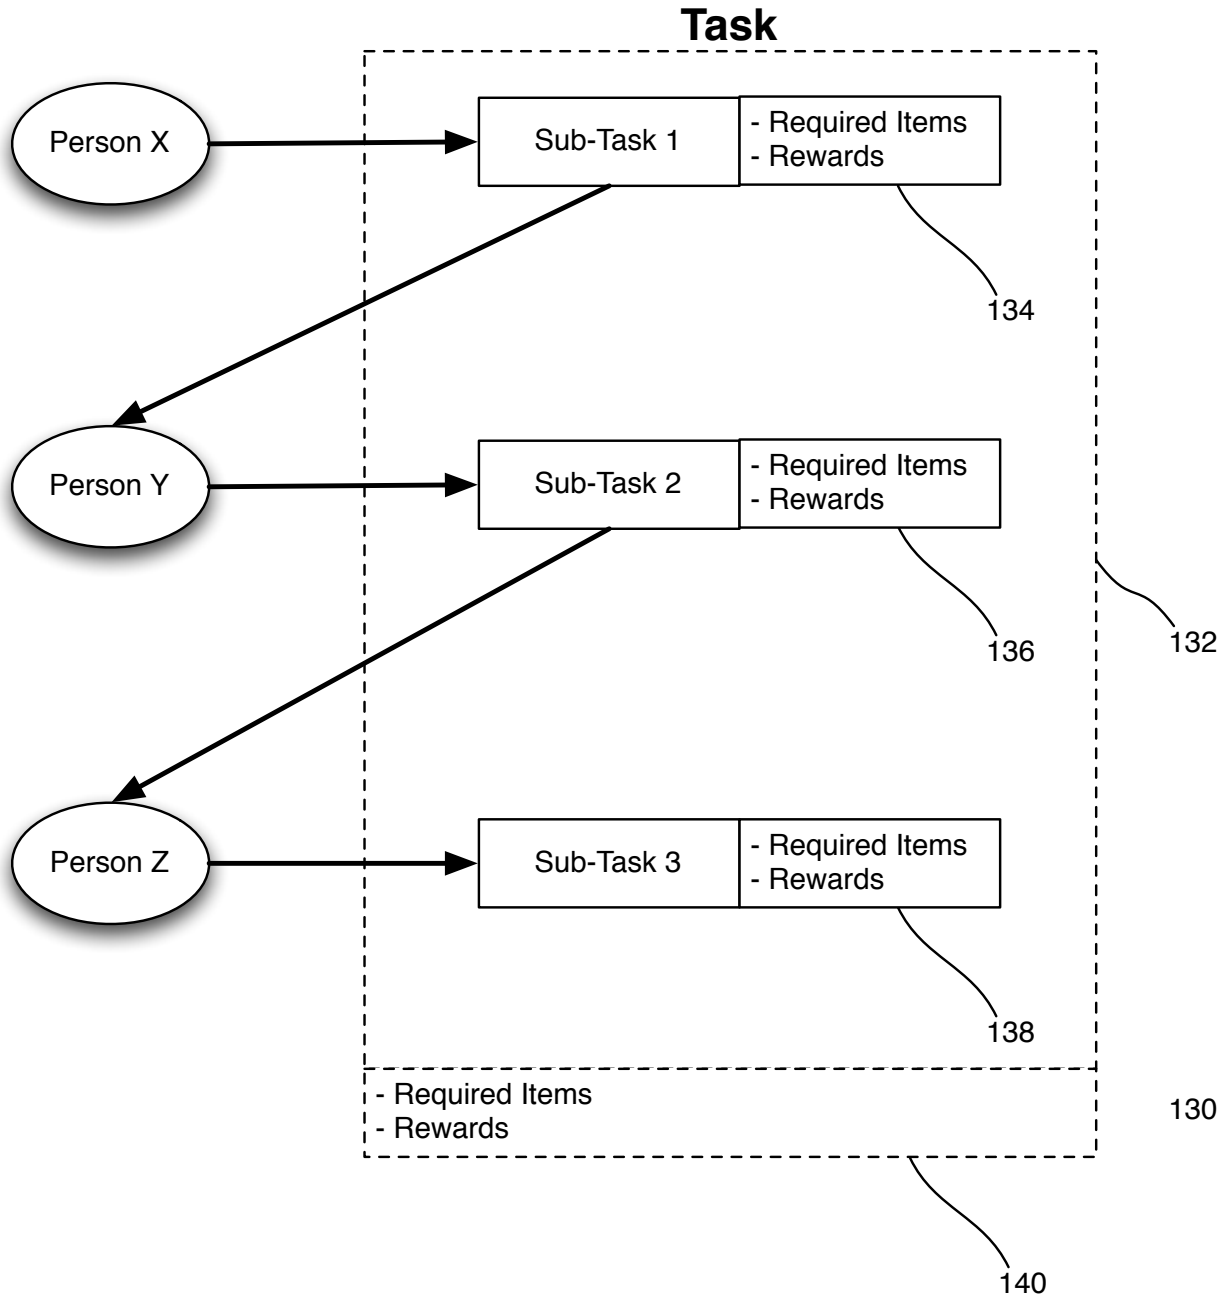 Task
Person X
Sub-Task 1
- Required Items
- Rewards
134
Person Y
Sub-Task 2
- Required Items
- Rewards
136
132
Person Z
Sub-Task 3
- Required Items
- Rewards
138
- Required Items
- Rewards
130
140